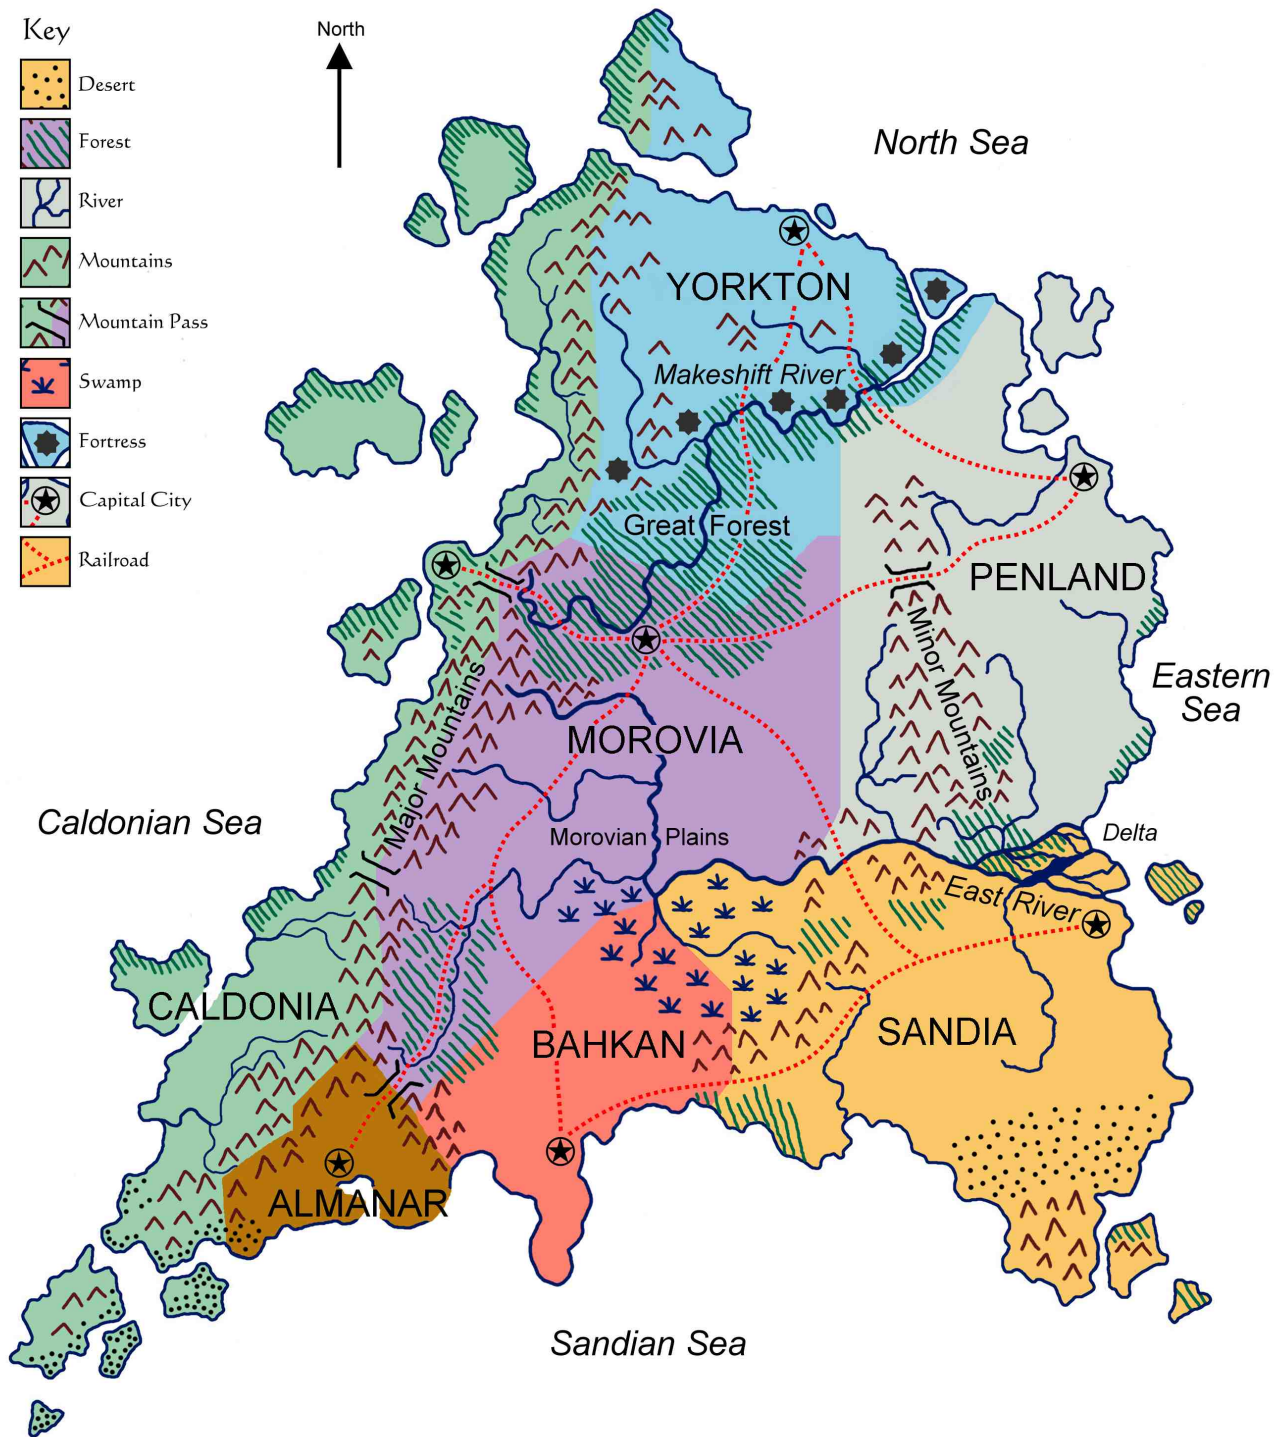 Key
Desert
Forest
River
Mountains
Mountain Pass
Swamp
Fortress
Capital City
Railroad
North
North Sea
YORKTON
Makeshift River
Great Forest
PENLAND
Minor Mountains
Eastern
Sea
MOROVIA
Major Mountains
Caldonian Sea
Morovian Plains
Delta
East River
CALDONIA
BAHKAN
SANDIA
ALMANAR
Sandian Sea